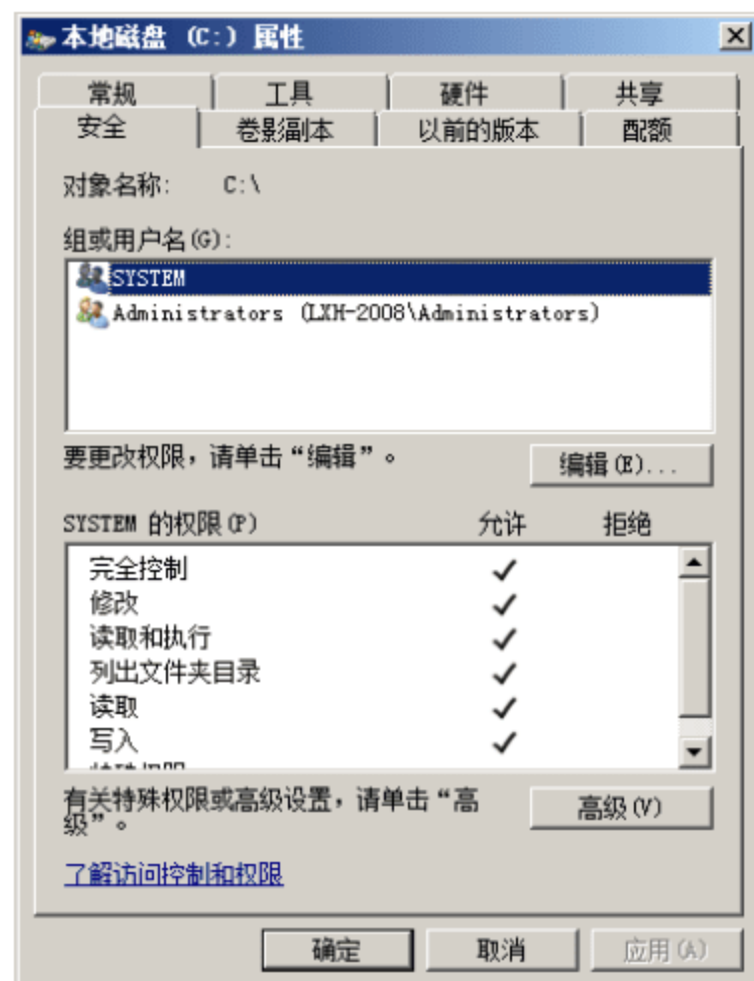 本地磁盘 (C:) 属性
常规 工具 硬件 共享
安全 卷影副本 以前的版本 配额
对象名称: C:\
组或用户名(G):
SYSTEM
Administrators (LXH-2008\Administrators)
要更改权限，请单击“编辑”。 编辑(E)...
SYSTEM 的权限(P) 允许 拒绝
完全控制
修改
读取和执行
列出文件夹目录
读取
写入
有关特殊权限或高级设置，请单击“高
级”。 高级(V)
了解访问控制和权限
确定 取消 应用(A)